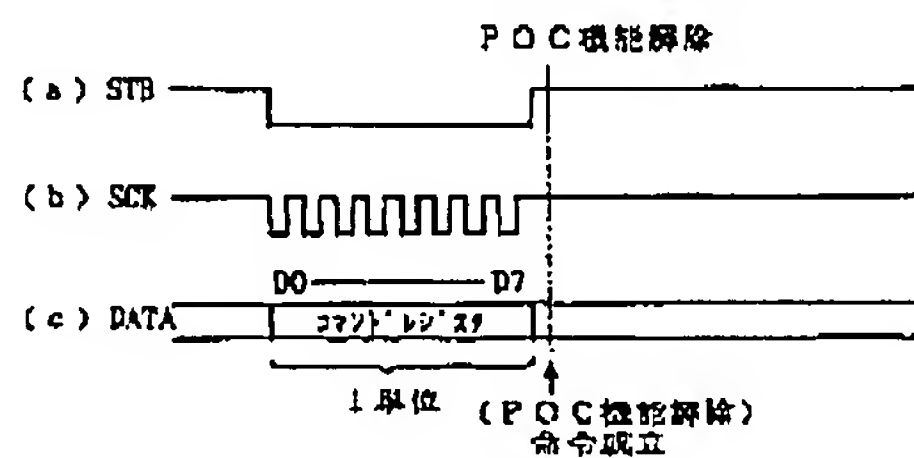 POC機能解除
(a) STB
(b) SCK
D0 D7
(c) DATA コマンドレジスタ
1単位
(POC機能解除)
命令成立